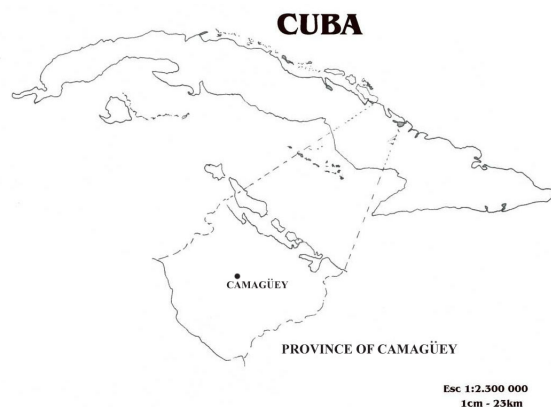 CUBA
CAMAGÜEY
PROVINCE OF CAMAGÜEY
Esc 1:2.300 000
1cm - 23km